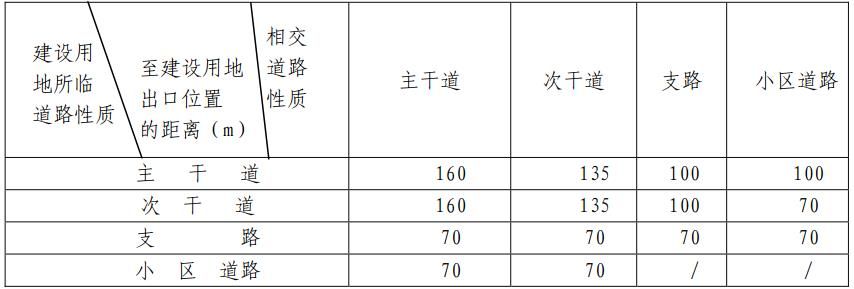 建设用
地所临
道路性质
至建设用地
出口位置
的距离（m）
相交
道路
性质
主干道 次干道 支路 小区道路
主干道 160 135 100 100
次干道 160 135 100 70
支路 70 70 70 70
小区道路 70 70 / /